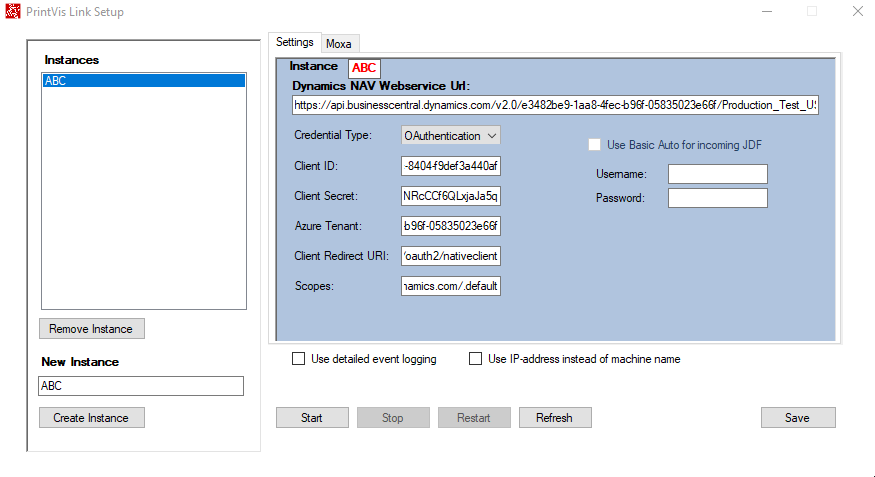 PrintVis Link Setup
Instances
ABC
Remove Instance
New Instance
ABC
Create Instance
Settings
Moxa
Instance ABC
Dynamics NAV Webservice Url:
https://api.businesscentral.dynamics.com/v2.0/e3482be9-1aa8-4fec-b96f-05835023e66f/Production_Test_US
Credential Type: OAuthentication
Client ID: -8404-f9def3a440af
Client Secret: NRcCCf6QLxjaJa5q
Azure Tenant: b96f-05835023e66f
Client Redirect URI: /oauth2/nativeclient
Scopes: namics.com/.default
Use Basic Auto for incoming JDF
Username:
Password:
Use detailed event logging
Use IP-address instead of machine name
Start
Stop
Restart
Refresh
Save